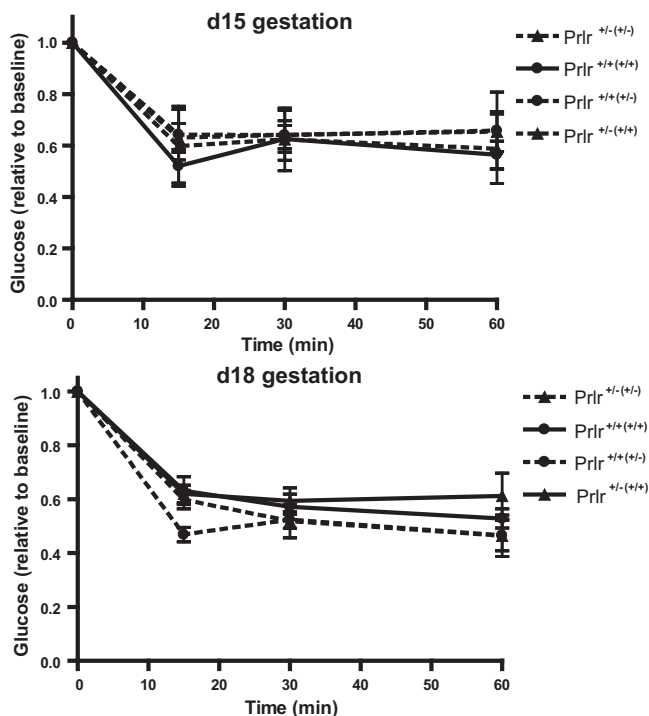 d15 gestation
Glucose (relative to baseline)
1.0
0.8
0.6
0.4
0.2
0.0
0 10 20 30 40 50 60
Time (min)
Prlr +/-(+/-)
Prlr +/+(+/+)
Prlr +/+(+/-)
Prlr +/-(+/+)
d18 gestation
Glucose (relative to baseline)
1.0
0.8
0.6
0.4
0.2
0.0
0 10 20 30 40 50 60
Time (min)
Prlr +/-(+/-)
Prlr +/+(+/+)
Prlr +/+(+/-)
Prlr +/-(+/+)